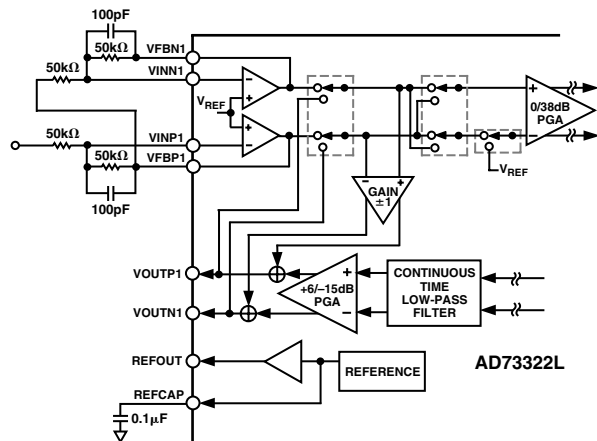 100pF
50kΩ
VFBN1
50kΩ
VINN1
VREF
50kΩ
VINP1
50kΩ
VFBP1
100pF
0/38dB
PGA
VREF
GAIN
±1
VOUTP1
+6/–15dB
PGA
CONTINUOUS
TIME
LOW-PASS
FILTER
VOUTN1
REFOUT
REFERENCE
AD73322L
REFCAP
0.1μF